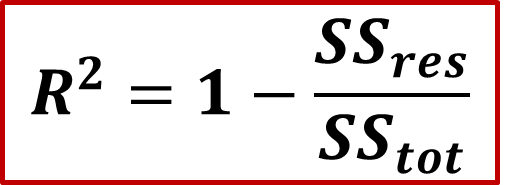 R² = 1 − SS_res / SS_tot